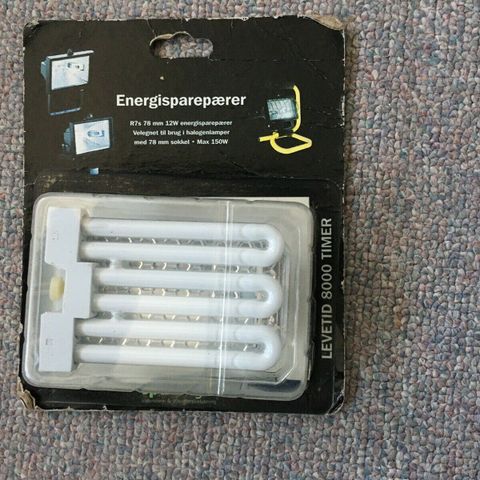 Energisparepærer
R7s 78 mm 12W energisparepærer
Velegnet til brug i halogenlamper
med 78 mm sokkel • Max 150W
LEVETID 8000 TIMER